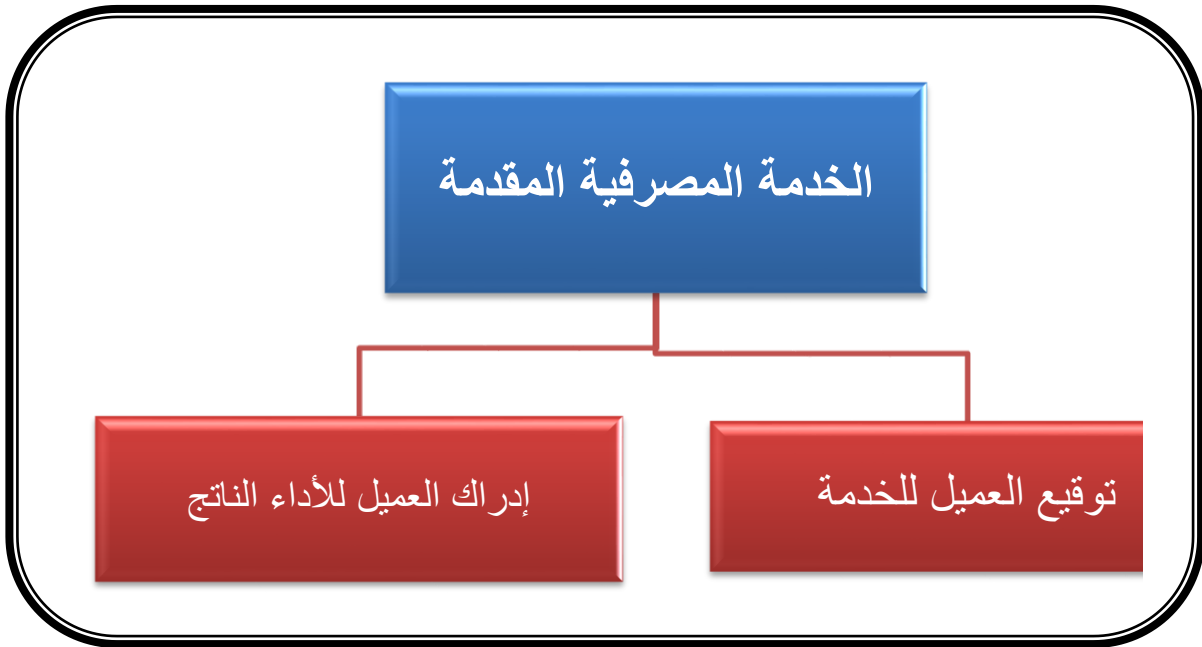 الخدمة المصرفية المقدمة
توقيع العميل للخدمة
إدراك العميل للأداء الناتج